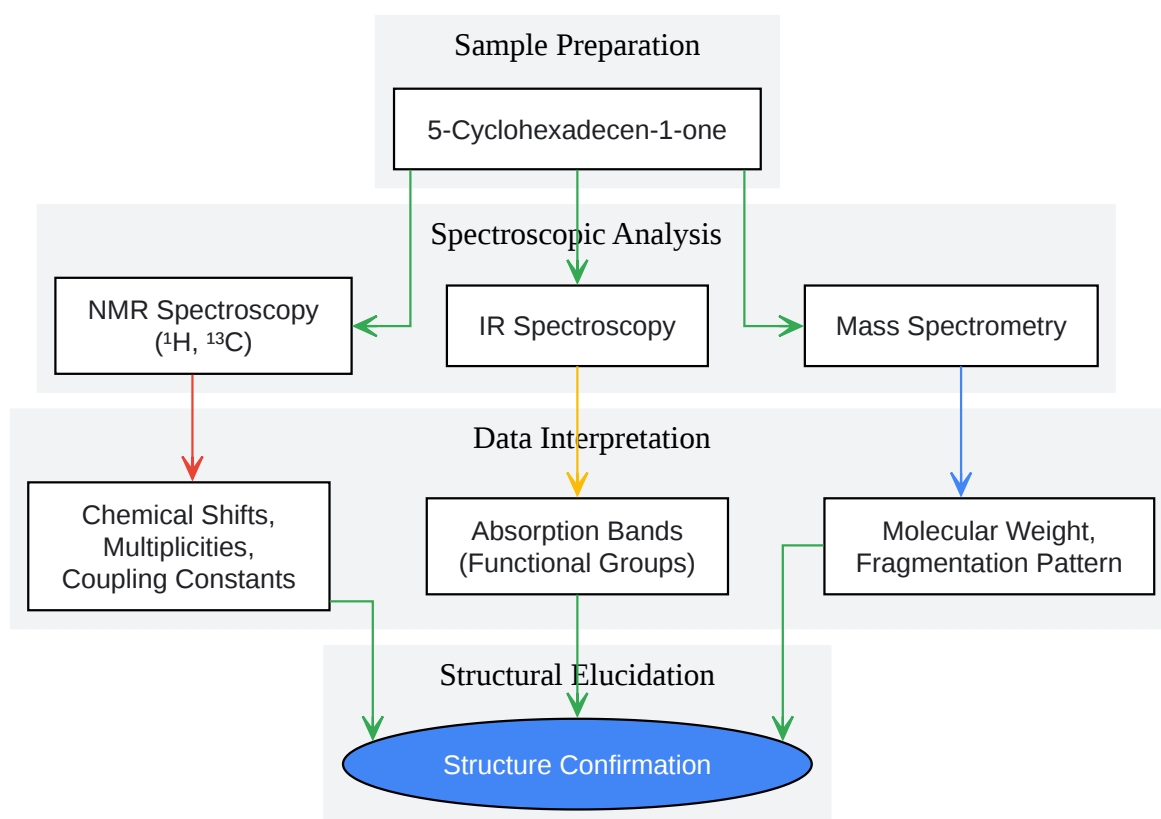 Sample Preparation
5-Cyclohexadecen-1-one
Spectroscopic Analysis
NMR Spectroscopy
(¹H, ¹³C)
IR Spectroscopy
Mass Spectrometry
Data Interpretation
Chemical Shifts,
Multiplicities,
Coupling Constants
Absorption Bands
(Functional Groups)
Molecular Weight,
Fragmentation Pattern
Structural Elucidation
Structure Confirmation